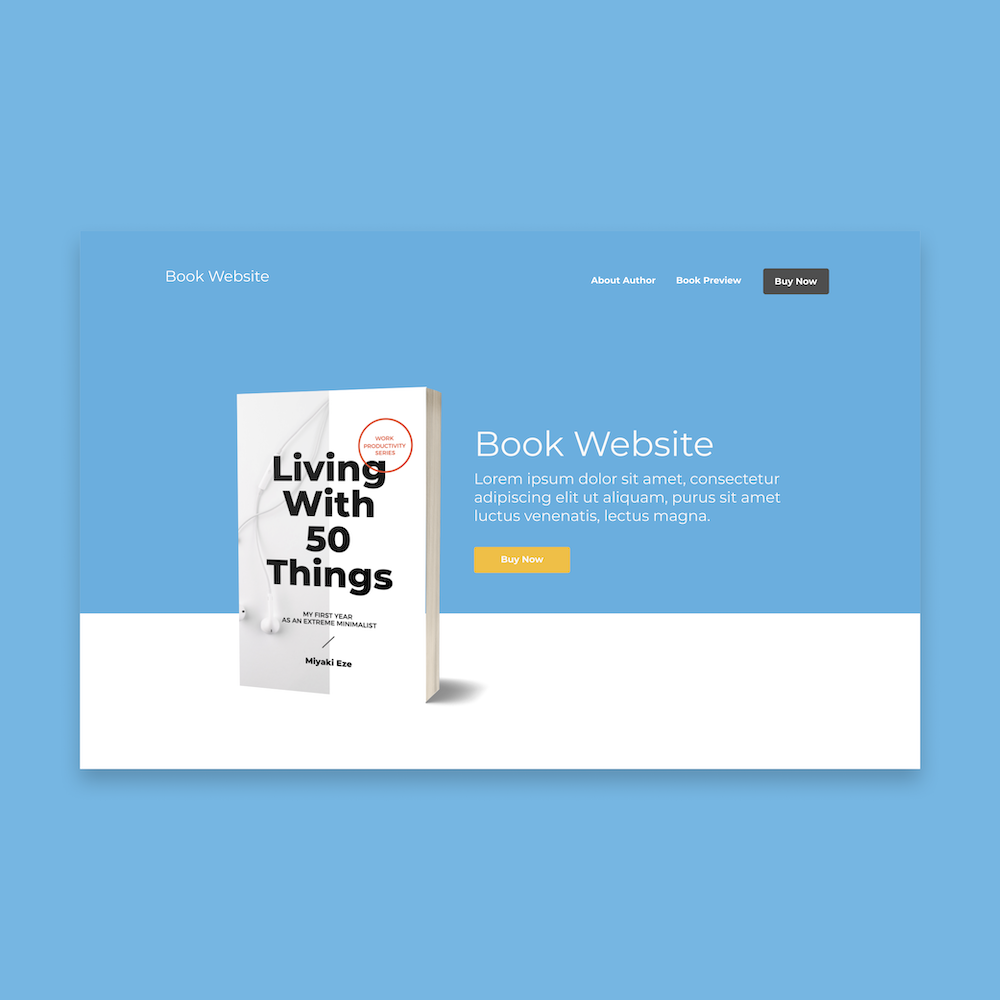 Book Website
About Author
Book Preview
Buy Now
WORK
PRODUCTIVITY
SERIES
Living
With
50
Things
MY FIRST YEAR
AS AN EXTREME MINIMALIST
Miyaki Eze
Book Website
Lorem ipsum dolor sit amet, consectetur
adipiscing elit ut aliquam, purus sit amet
luctus venenatis, lectus magna.
Buy Now